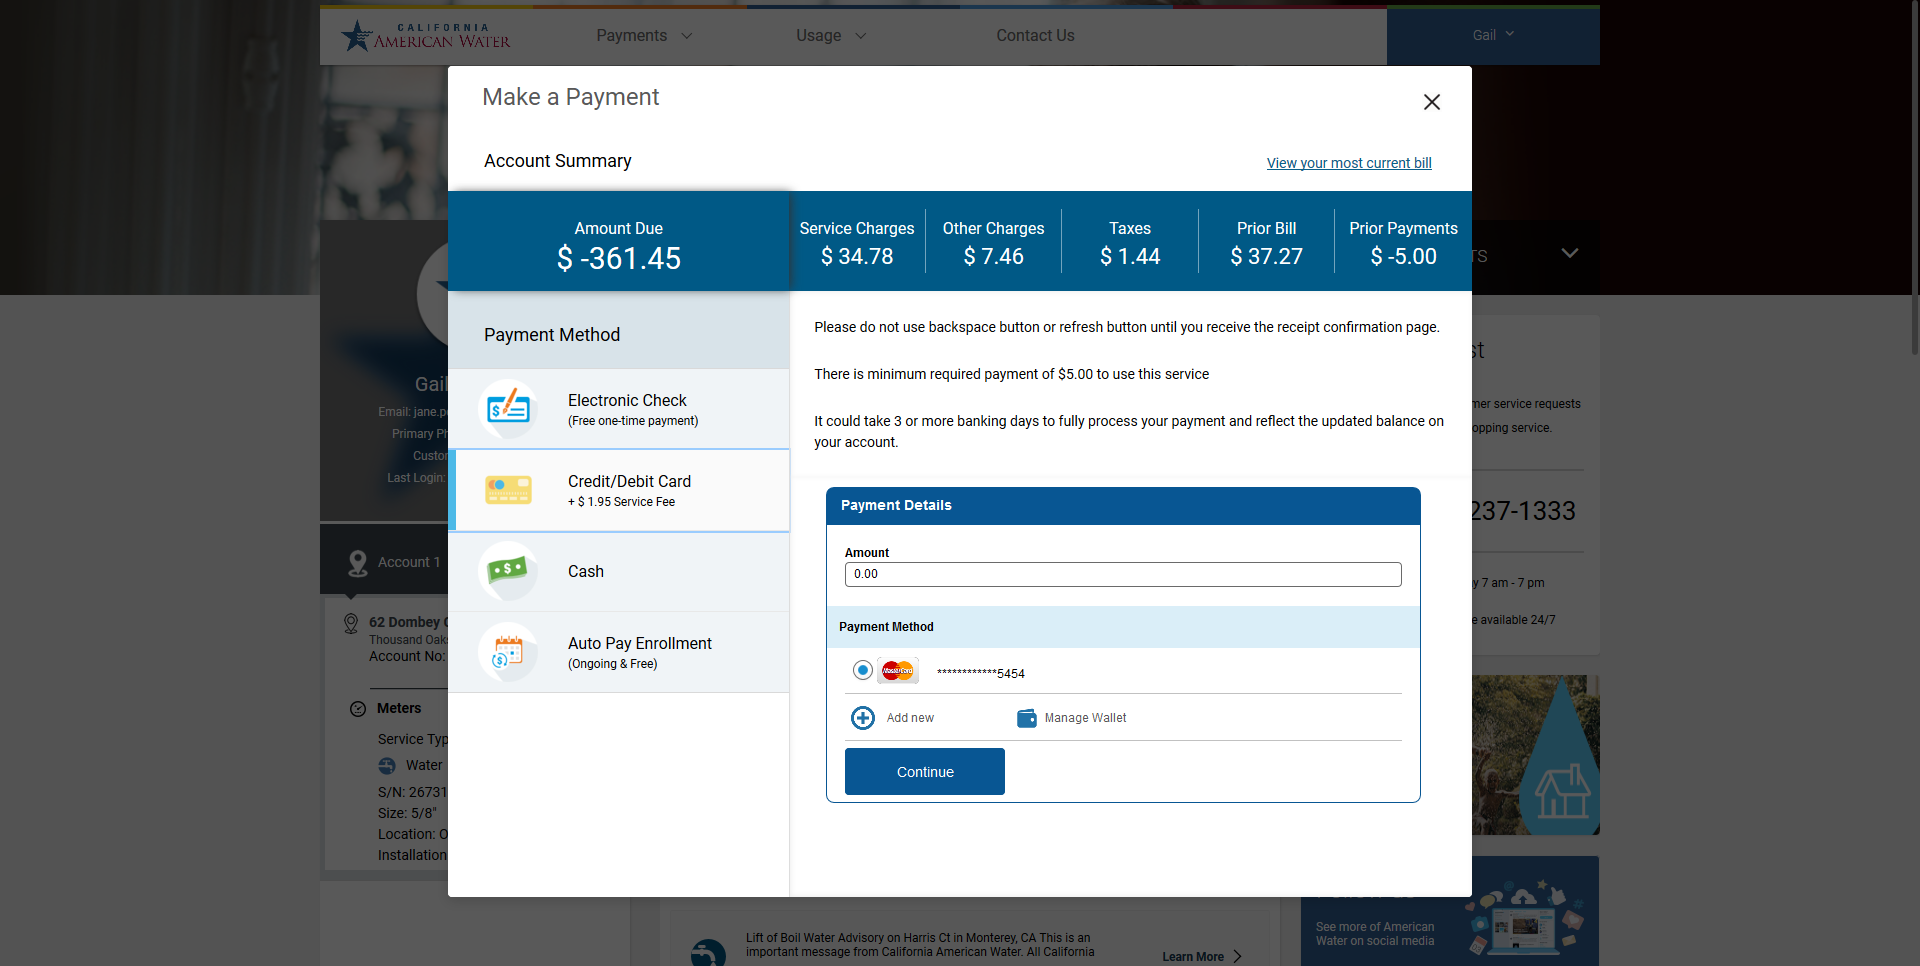 CALIFORNIA
AMERICAN WATER
Payments
Usage
Contact Us
Gail
Make a Payment
Account Summary
View your most current bill
Amount Due
$ -361.45
Service Charges
$ 34.78
Other Charges
$ 7.46
Taxes
$ 1.44
Prior Bill
$ 37.27
Prior Payments
$ -5.00
Payment Method
Electronic Check
(Free one-time payment)
Credit/Debit Card
+ $ 1.95 Service Fee
Cash
Auto Pay Enrollment
(Ongoing & Free)
Please do not use backspace button or refresh button until you receive the receipt confirmation page.
There is minimum required payment of $5.00 to use this service
It could take 3 or more banking days to fully process your payment and reflect the updated balance on
your account.
Payment Details
Amount
0.00
Payment Method
MasterCard
************5454
Add new
Manage Wallet
Continue
Gail
Email: jane.p
Primary P
Custo
Last Login:
Account 1
62 Dombey
Thousand Oak
Account No:
Meters
Service Typ
Water
S/N: 26731
Size: 5/8"
Location: O
Installation
TS
st
mer service requests
opping service.
237-1333
y 7 am - 7 pm
e available 24/7
See more of American
Water on social media
Lift of Boil Water Advisory on Harris Ct in Monterey, CA This is an
important message from California American Water. All California
Learn More